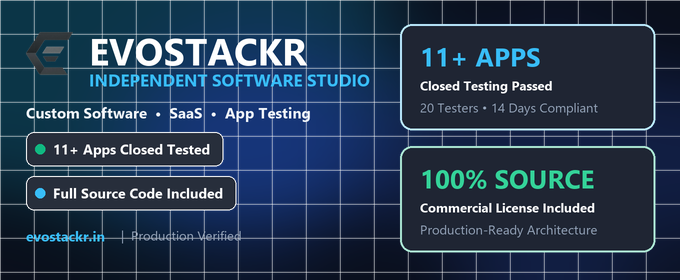 EVOSTACKR
INDEPENDENT SOFTWARE STUDIO
Custom Software • SaaS • App Testing
11+ Apps Closed Tested
Full Source Code Included
evostackr.in | Production Verified
11+ APPS
Closed Testing Passed
20 Testers • 14 Days Compliant
100% SOURCE
Commercial License Included
Production-Ready Architecture